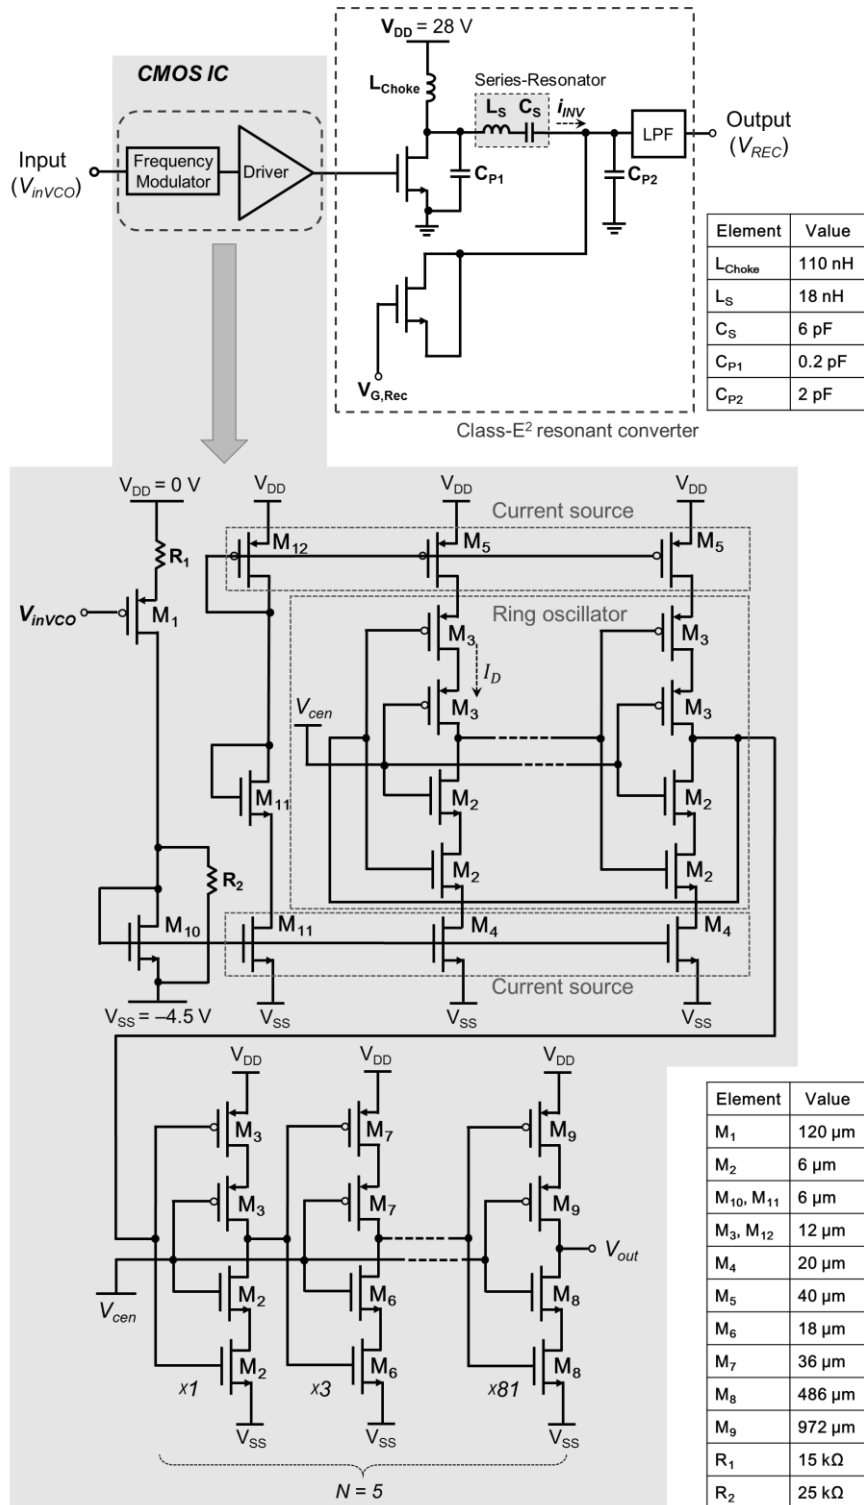 V_DD = 28 V
CMOS IC
L_Choke
Series-Resonator
L_S C_S i_INV
Input
(V_inVCO)
Frequency
Modulator
Driver
C_P1
C_P2
LPF
Output
(V_REC)
V_G,Rec
Class-E² resonant converter
Element Value
L_Choke 110 nH
L_S 18 nH
C_S 6 pF
C_P1 0.2 pF
C_P2 2 pF
V_DD = 0 V V_DD V_DD V_DD
Current source
R_1 M_12 M_5 M_5
V_inVCO M_1
Ring oscillator
M_3 M_3
I_D
V_cen M_3 M_3
M_11 M_2 M_2
R_2 M_2 M_2
M_10 M_11 M_4 M_4
Current source
V_SS = –4.5 V V_SS V_SS V_SS
V_DD V_DD V_DD
M_3 M_7 M_9
M_3 M_7 M_9
V_out
V_cen M_2 M_6 M_8
M_2 M_6 M_8
x1 x3 x81
V_SS V_SS V_SS
N = 5
Element Value
M_1 120 μm
M_2 6 μm
M_10, M_11 6 μm
M_3, M_12 12 μm
M_4 20 μm
M_5 40 μm
M_6 18 μm
M_7 36 μm
M_8 486 μm
M_9 972 μm
R_1 15 kΩ
R_2 25 kΩ